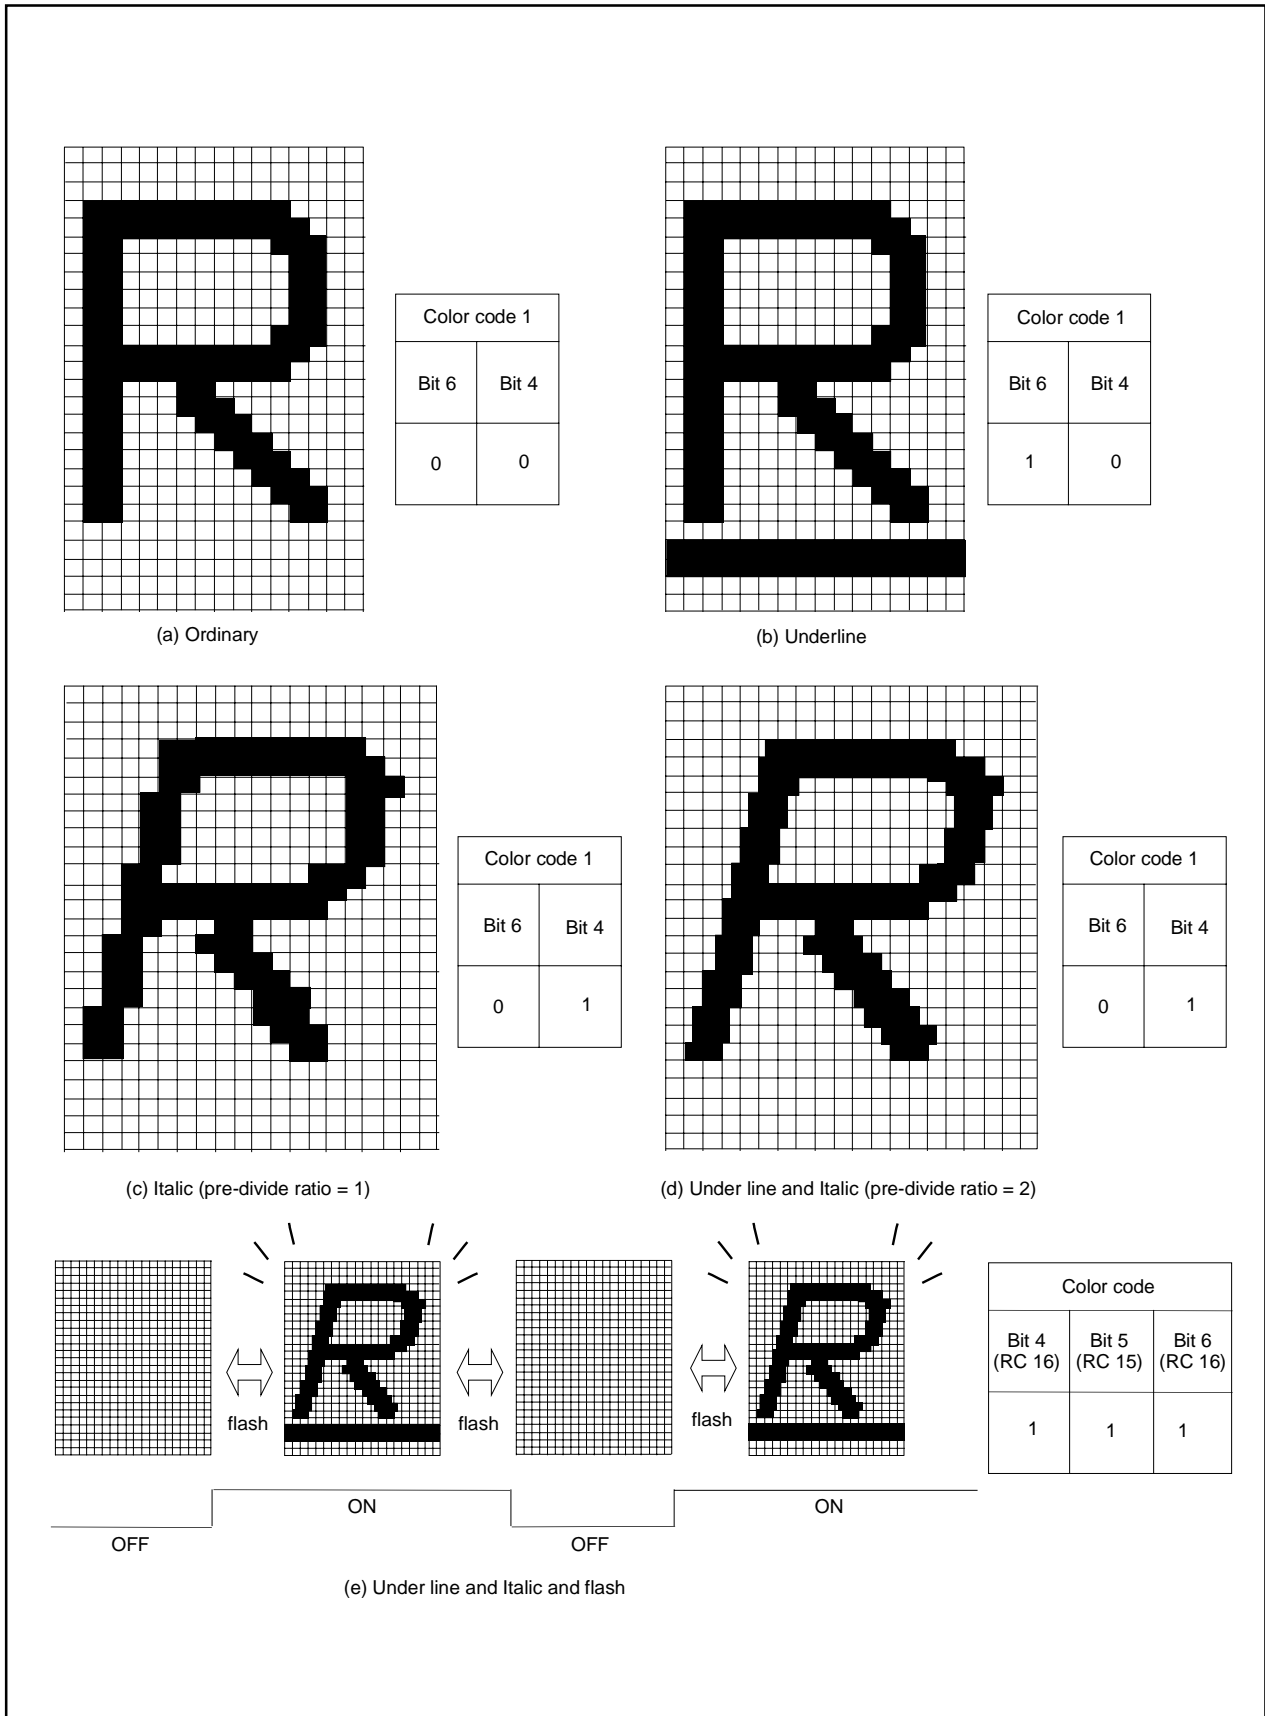 Color code 1
Bit 6 Bit 4
0 0
(a) Ordinary
Color code 1
Bit 6 Bit 4
1 0
(b) Underline
Color code 1
Bit 6 Bit 4
0 1
(c) Italic (pre-divide ratio = 1)
Color code 1
Bit 6 Bit 4
0 1
(d) Under line and Italic (pre-divide ratio = 2)
flash
flash
flash
Color code
Bit 4 Bit 5 Bit 6
(RC 16) (RC 15) (RC 16)
1 1 1
OFF
ON
OFF
ON
(e) Under line and Italic and flash